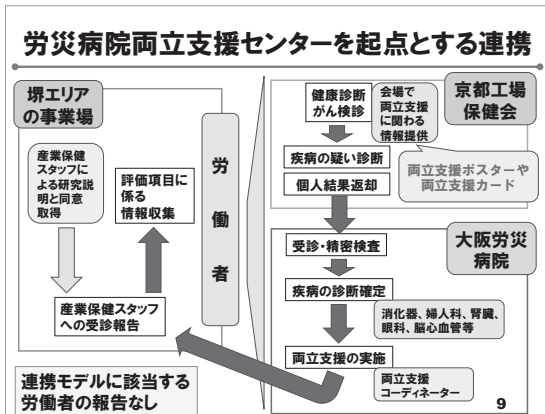 労災病院両立支援センターを起点とする連携
堺エリア
の事業場
産業保健
スタッフに
よる研究説
明と同意
取得
評価項目に
係る
情報収集
産業保健スタッフ
への受診報告
連携モデルに該当する
労働者の報告なし
労
働
者
健康診断
がん検診
会場で
両立支援
に関わる
情報提供
京都工場
保健会
疾病の疑い診断
個人結果返却
両立支援ポスターや
両立支援カード
受診・精密検査
大阪労災
病院
疾病の診断確定
消化器、婦人科、腎臓、
眼科、脳心血管等
両立支援の実施
両立支援
コーディネーター
9